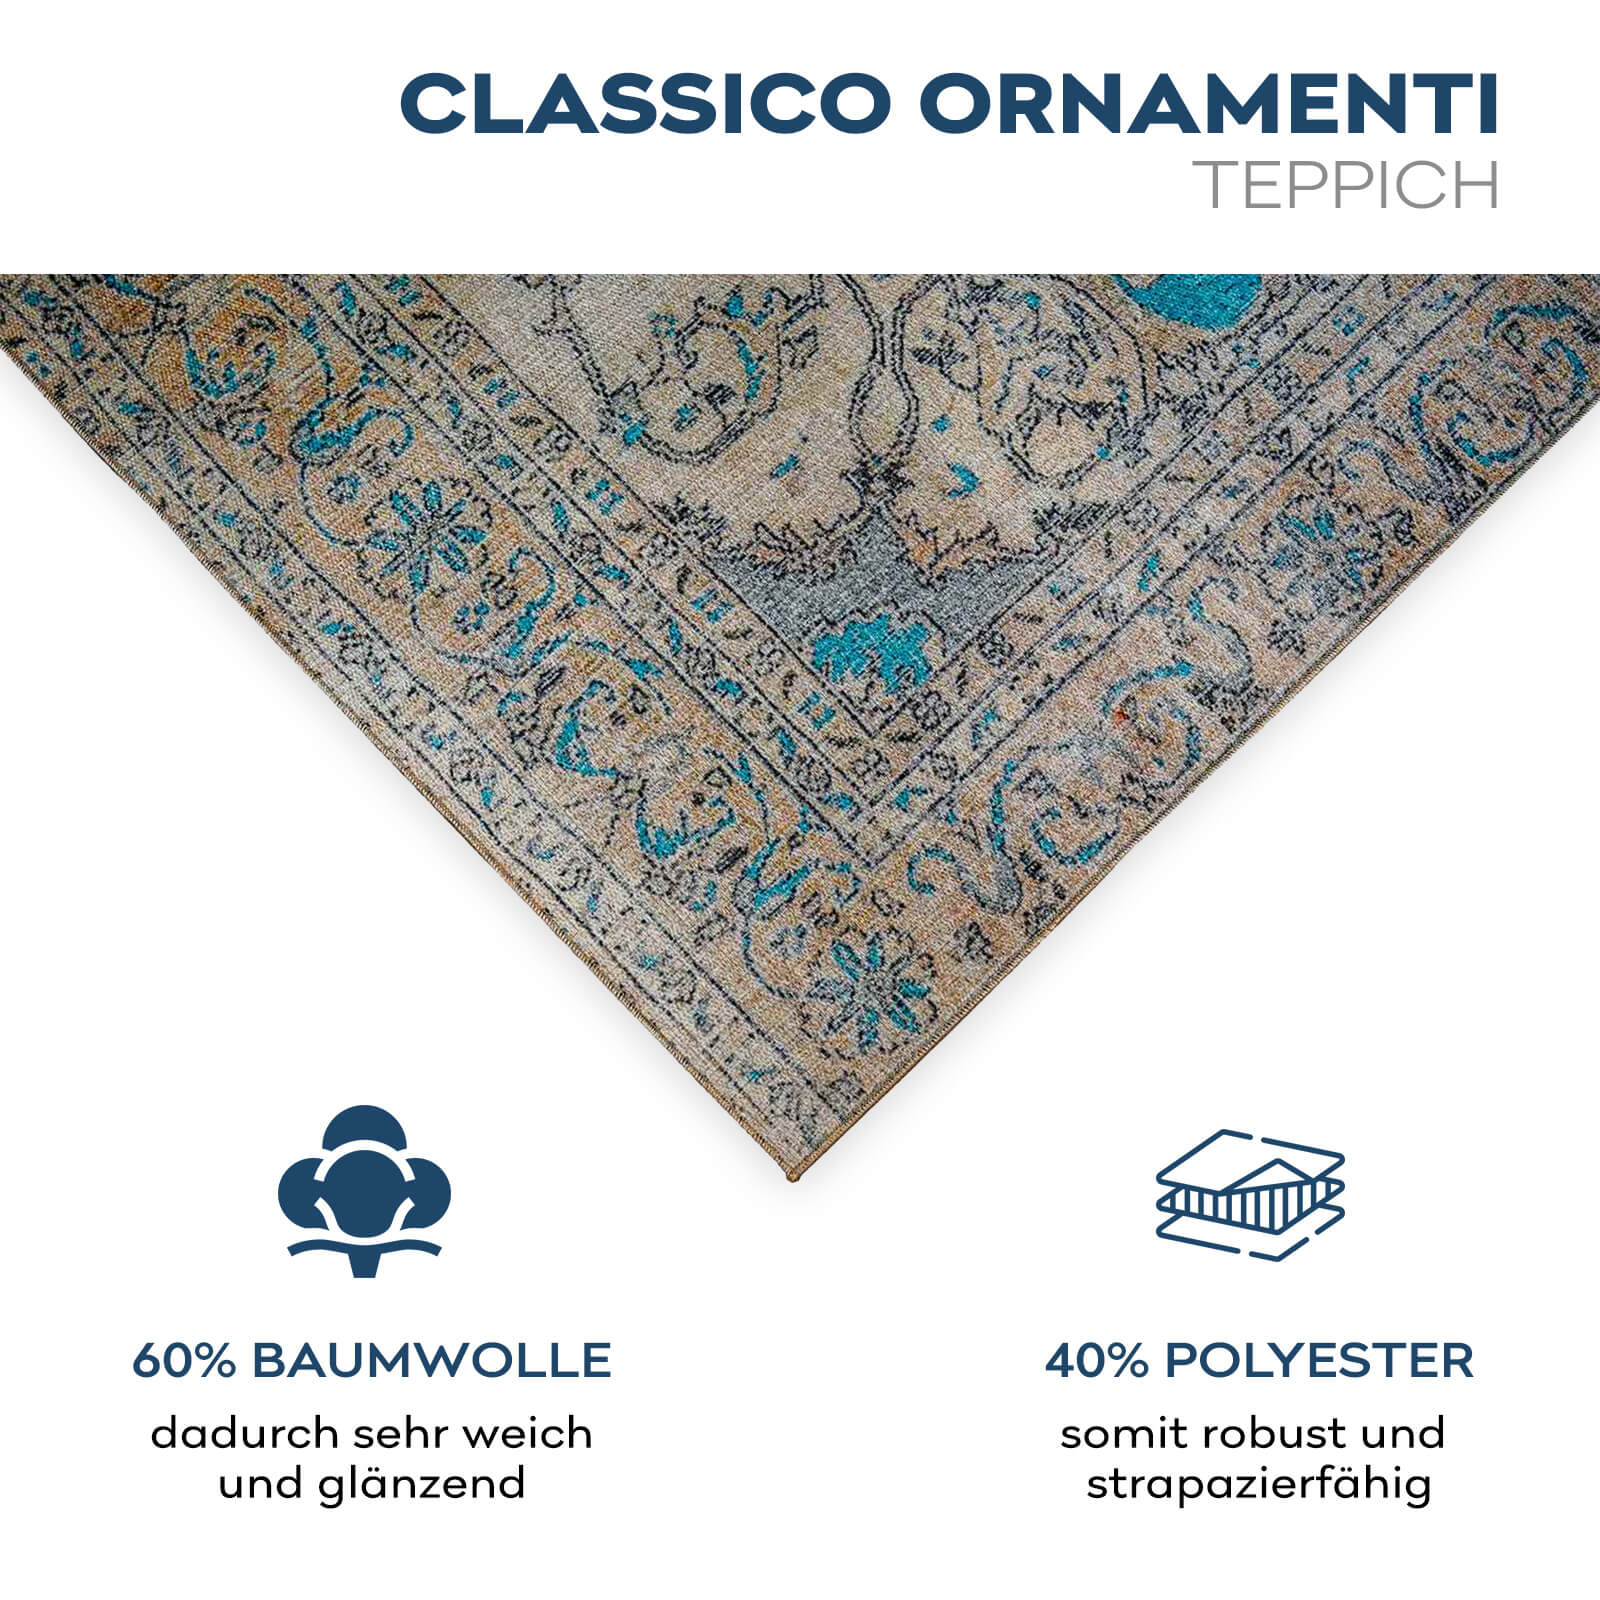 CLASSICO ORNAMENTI
TEPPICH
60% BAUMWOLLE
dadurch sehr weich
und glänzend
40% POLYESTER
somit robust und
strapazierfähig